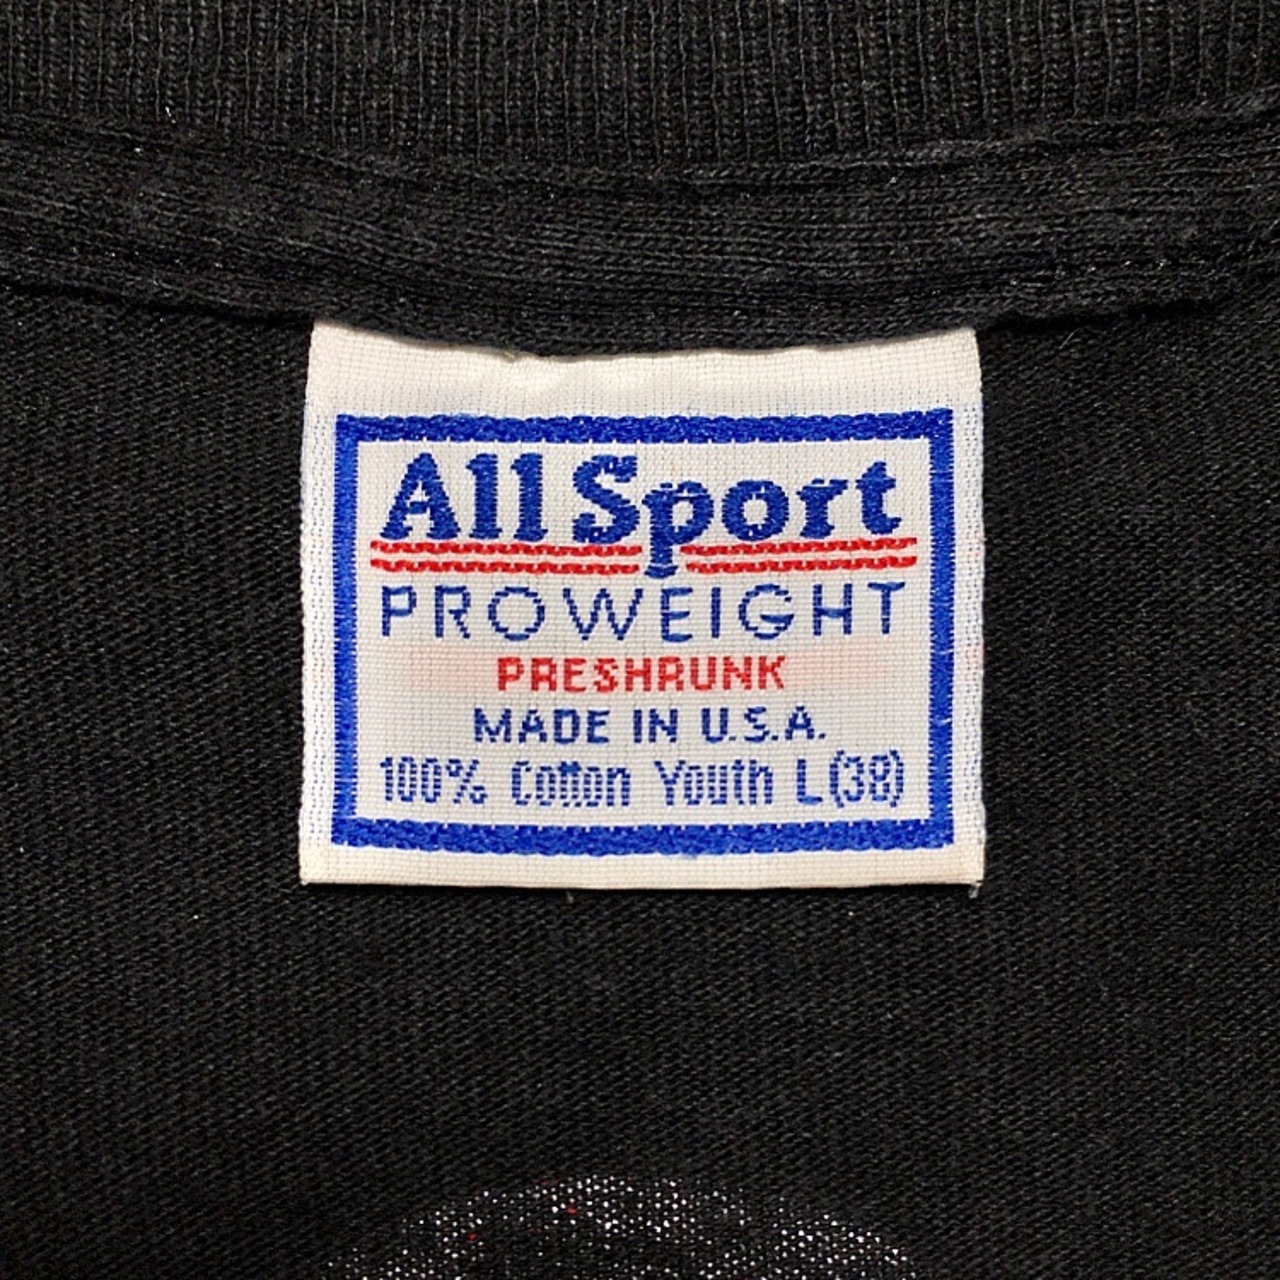 All Sport
PROWEIGHT
PRESHRUNK
MADE IN U.S.A.
100% Cotton Youth L(38)